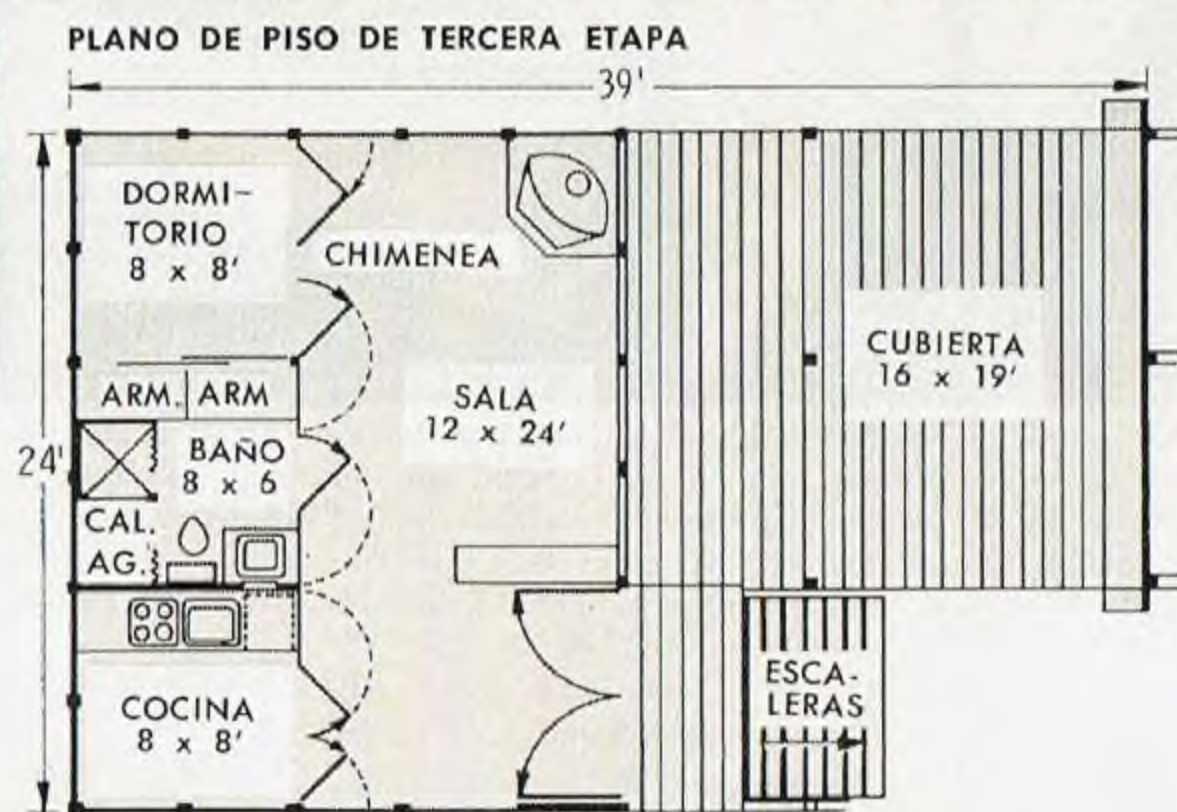 PLANO DE PISO DE TERCERA ETAPA
39'
DORMI-
TORIO
8 x 8'
CHIMENEA
CUBIERTA
16 x 19'
ARM. ARM
SALA
12 x 24'
24'
BAÑO
8 x 6
CAL.
AG.
COCINA
8 x 8'
ESCA-
LERAS